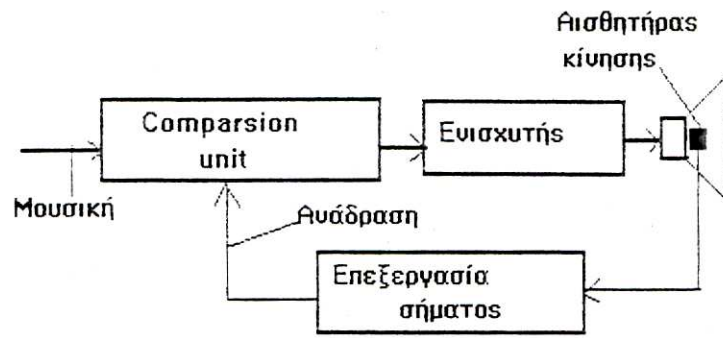 Αισθητήρας
κίνησης
Comparsion
unit
Ενισχυτής
Μουσική
Ανάδραση
Επεξεργασία
σήματος